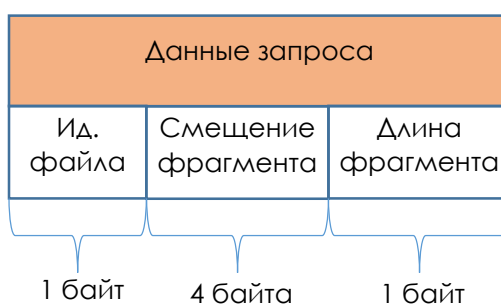 Данные запроса
Ид.
файла
Смещение
фрагмента
Длина
фрагмента
1 байт
4 байта
1 байт